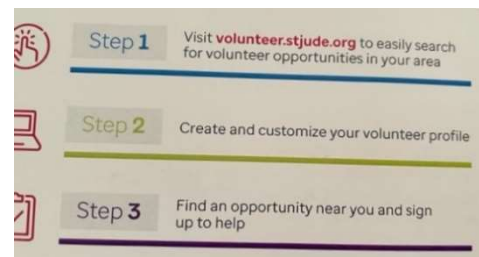 Step 1
Visit volunteer.stjude.org to easily search
for volunteer opportunities in your area
Step 2
Create and customize your volunteer profile
Step 3
Find an opportunity near you and sign
up to help